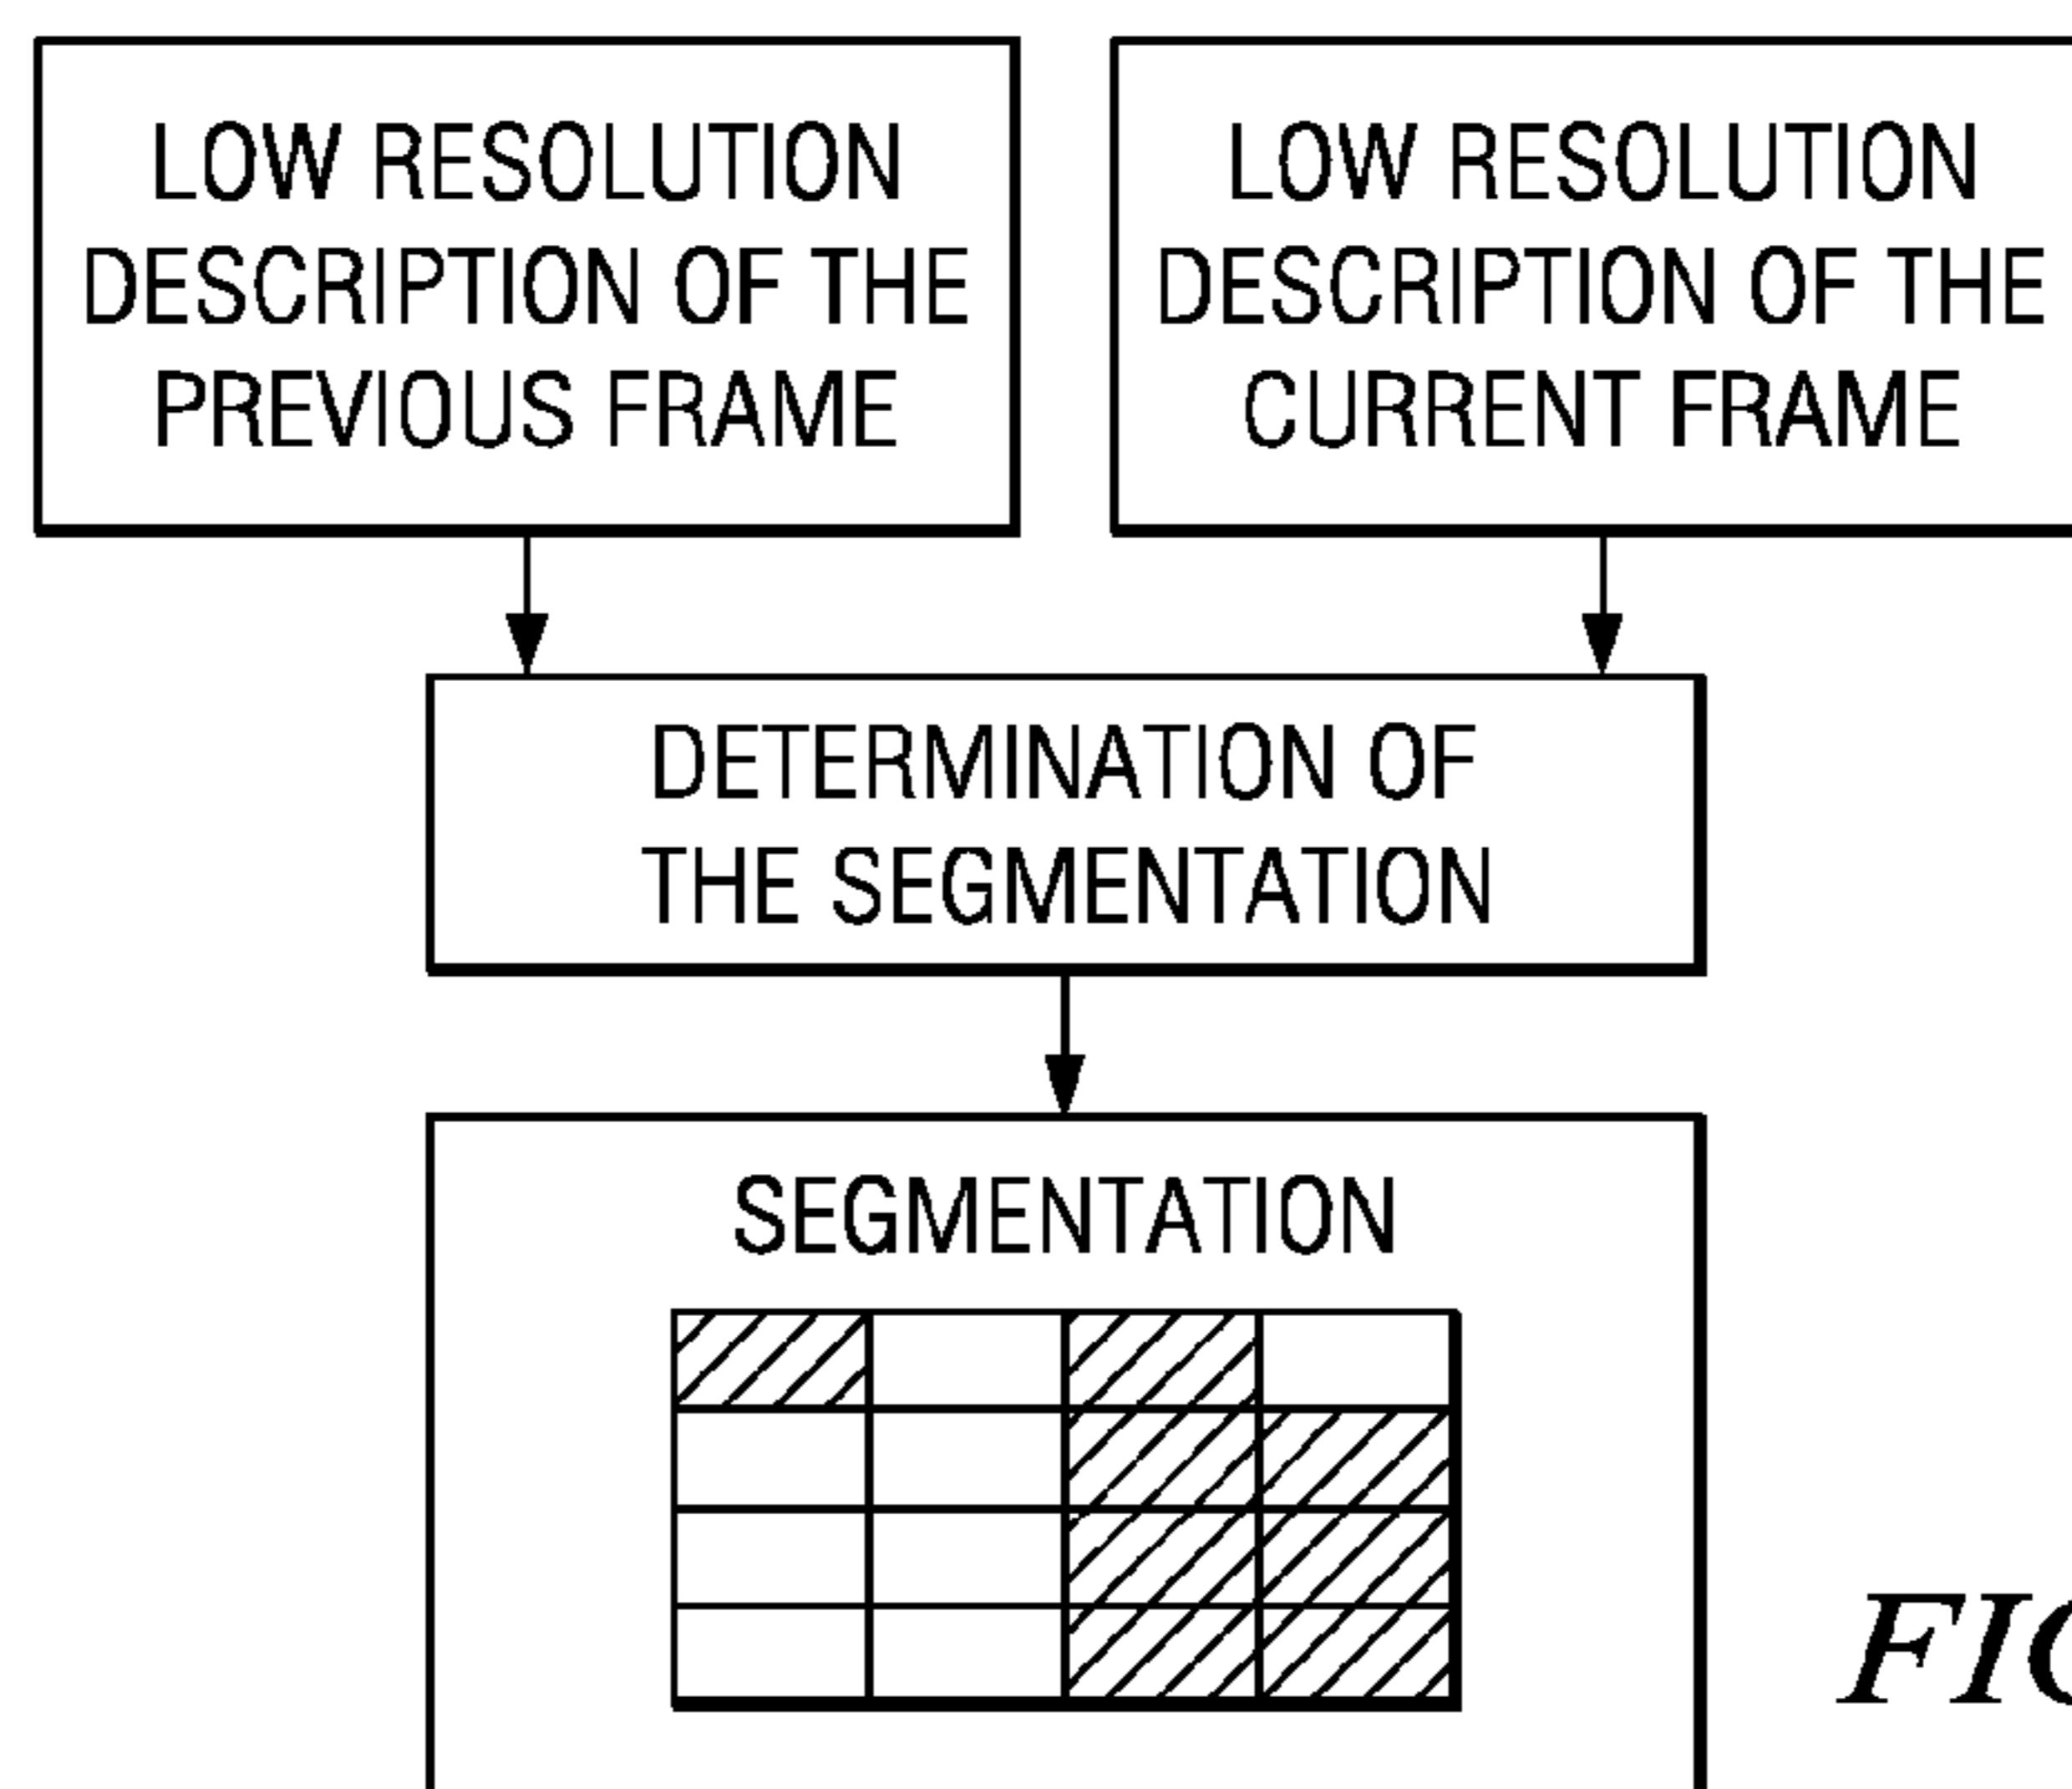 LOW RESOLUTION
DESCRIPTION OF THE
PREVIOUS FRAME
LOW RESOLUTION
DESCRIPTION OF THE
CURRENT FRAME
DETERMINATION OF
THE SEGMENTATION
SEGMENTATION